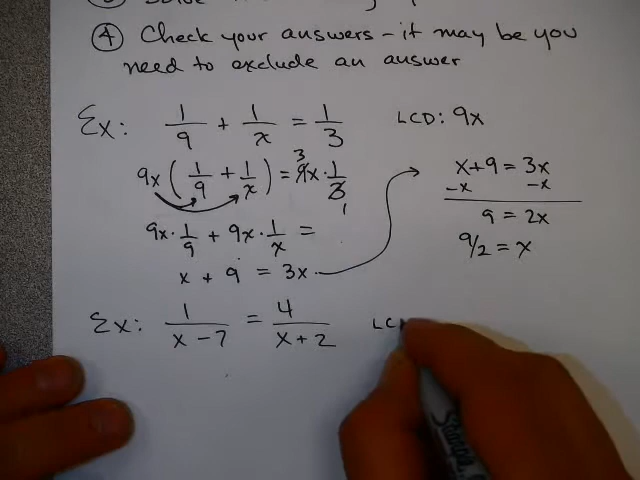 ④ Check your answers - it may be you
need to exclude an answer
Ex: 1/9 + 1/x = 1/3 LCD: 9x
9x ( 1/9 + 1/x ) = 9x · 1/3
3
1
9x · 1/9 + 9x · 1/x =
x + 9 = 3x
x + 9 = 3x
-x -x
9 = 2x
9/2 = x
Ex: 1/(x - 7) = 4/(x + 2) LC
Sharpie